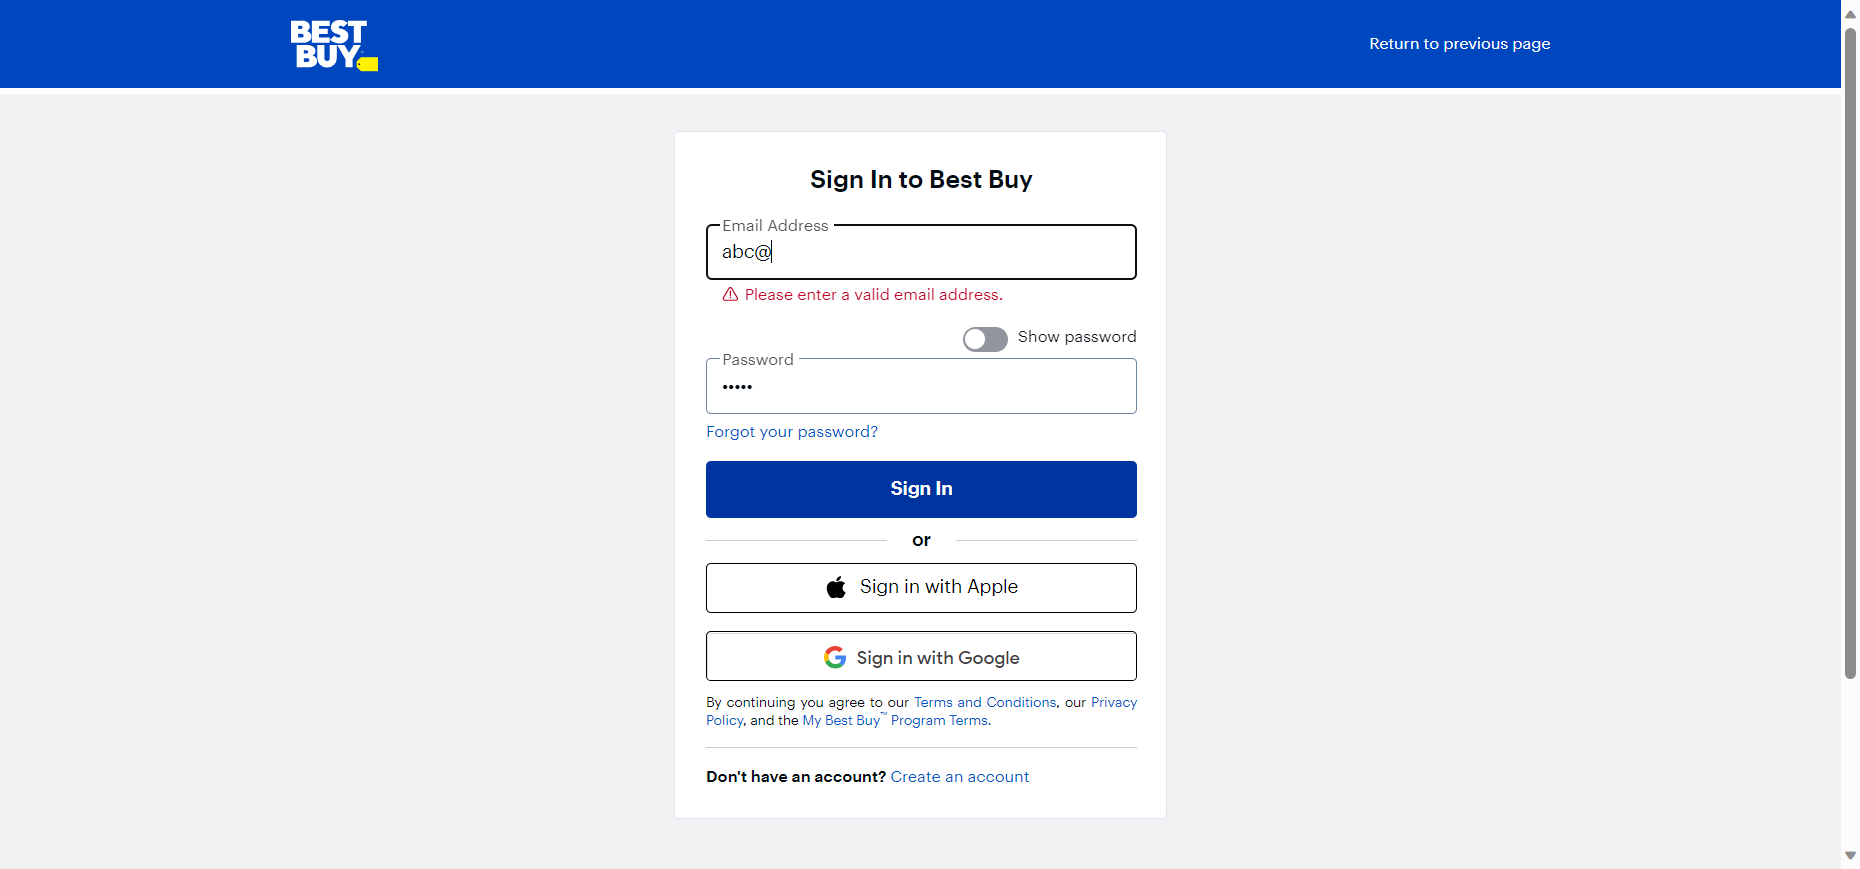 BEST
BUY
Return to previous page
Sign In to Best Buy
Email Address
abc@
Please enter a valid email address.
Show password
Password
•••••
Forgot your password?
Sign In
or
Sign in with Apple
Sign in with Google
By continuing you agree to our Terms and Conditions, our Privacy
Policy, and the My Best Buy™ Program Terms.
Don't have an account? Create an account